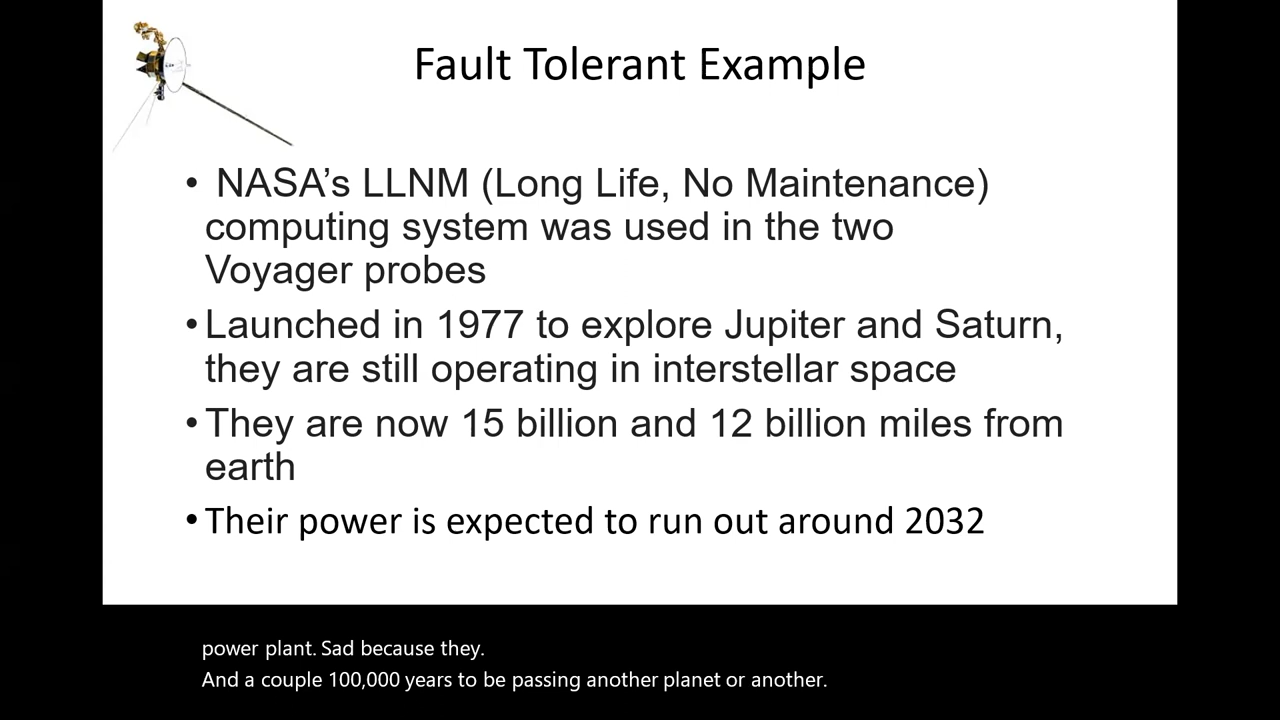 Fault Tolerant Example
• NASA’s LLNM (Long Life, No Maintenance)
computing system was used in the two
Voyager probes
• Launched in 1977 to explore Jupiter and Saturn,
they are still operating in interstellar space
• They are now 15 billion and 12 billion miles from
earth
• Their power is expected to run out around 2032
power plant. Sad because they.
And a couple 100,000 years to be passing another planet or another.